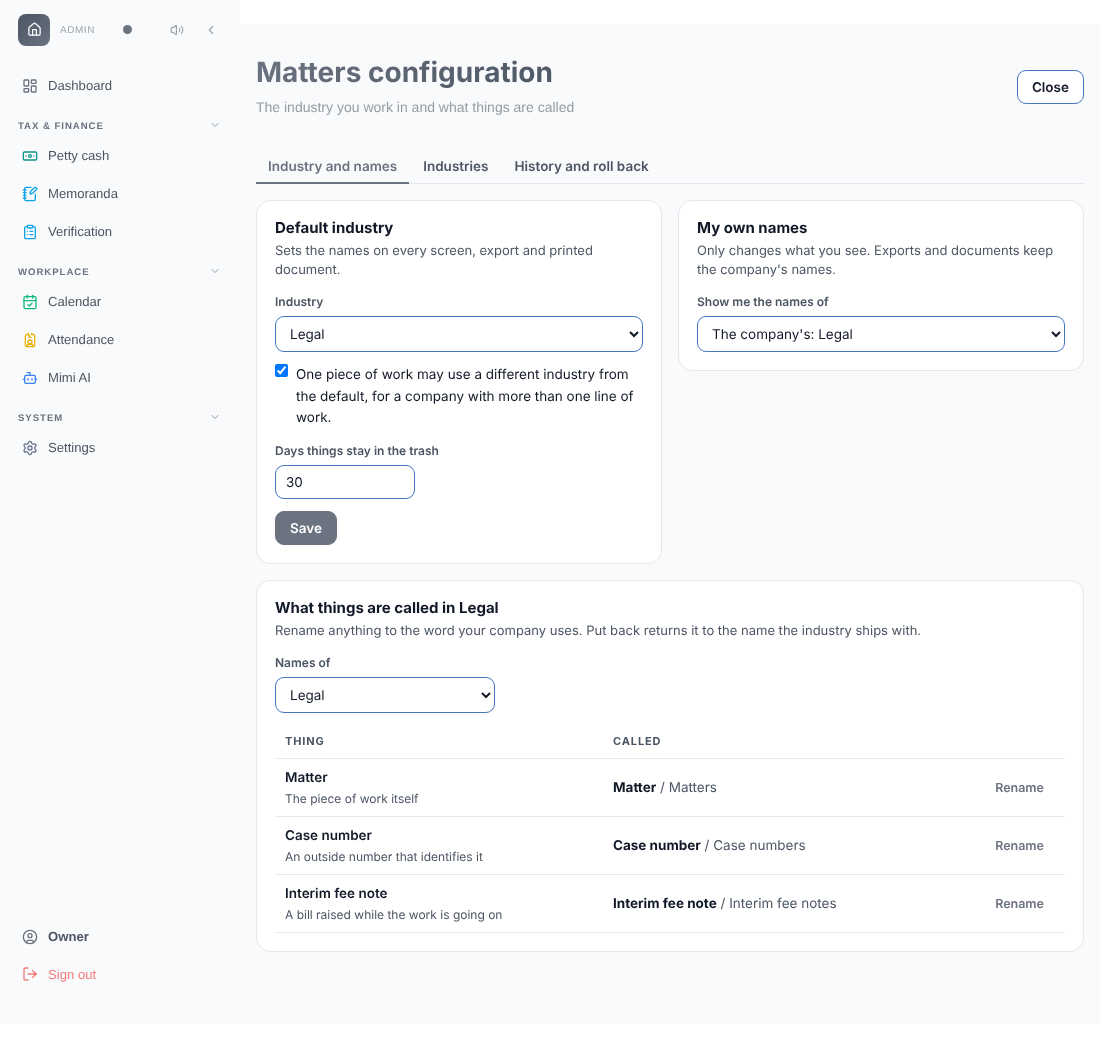 ADMIN
Dashboard
TAX & FINANCE
Petty cash
Memoranda
Verification
WORKPLACE
Calendar
Attendance
Mimi AI
SYSTEM
Settings
Owner
Sign out
Matters configuration
The industry you work in and what things are called
Close
Industry and names
Industries
History and roll back
Default industry
Sets the names on every screen, export and printed
document.
Industry
Legal
One piece of work may use a different industry from
the default, for a company with more than one line of
work.
Days things stay in the trash
30
Save
My own names
Only changes what you see. Exports and documents keep
the company's names.
Show me the names of
The company's: Legal
What things are called in Legal
Rename anything to the word your company uses. Put back returns it to the name the industry ships with.
Names of
Legal
THING CALLED
Matter
The piece of work itself
Matter / Matters
Rename
Case number
An outside number that identifies it
Case number / Case numbers
Rename
Interim fee note
A bill raised while the work is going on
Interim fee note / Interim fee notes
Rename